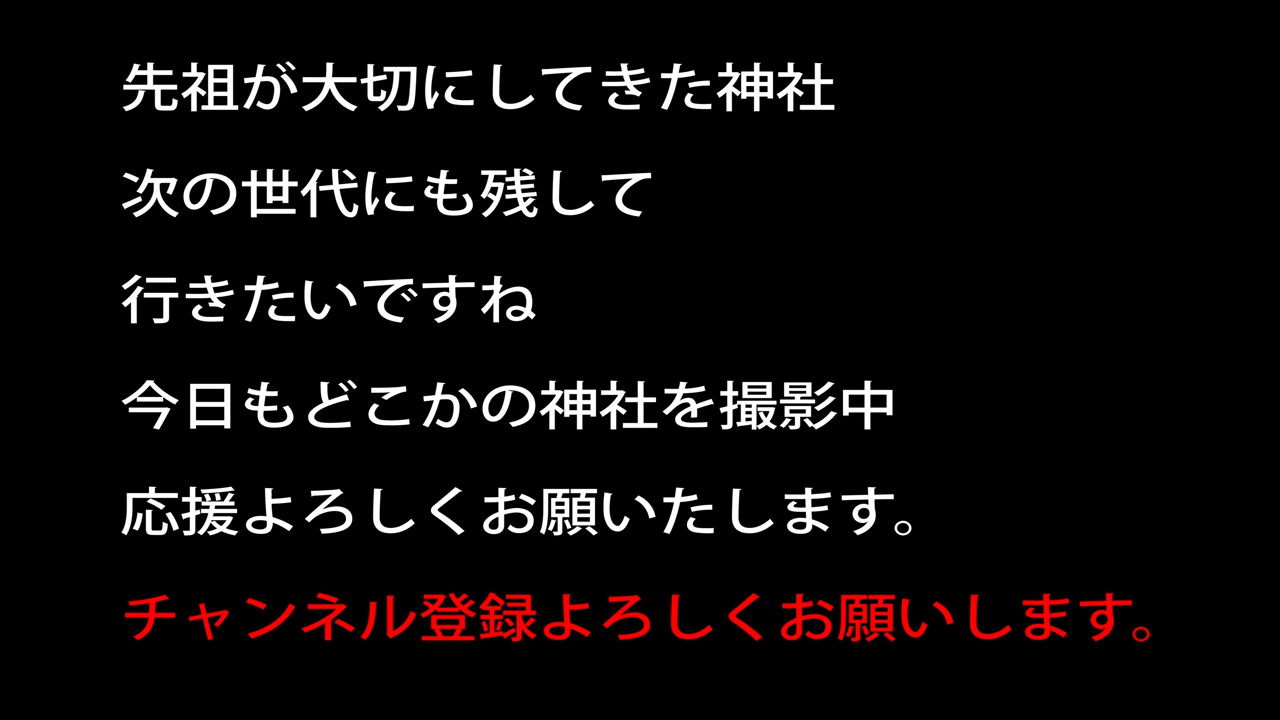 先祖が大切にしてきた神社
次の世代にも残して
行きたいですね
今日もどこかの神社を撮影中
応援よろしくお願いたします。
チャンネル登録よろしくお願いします。